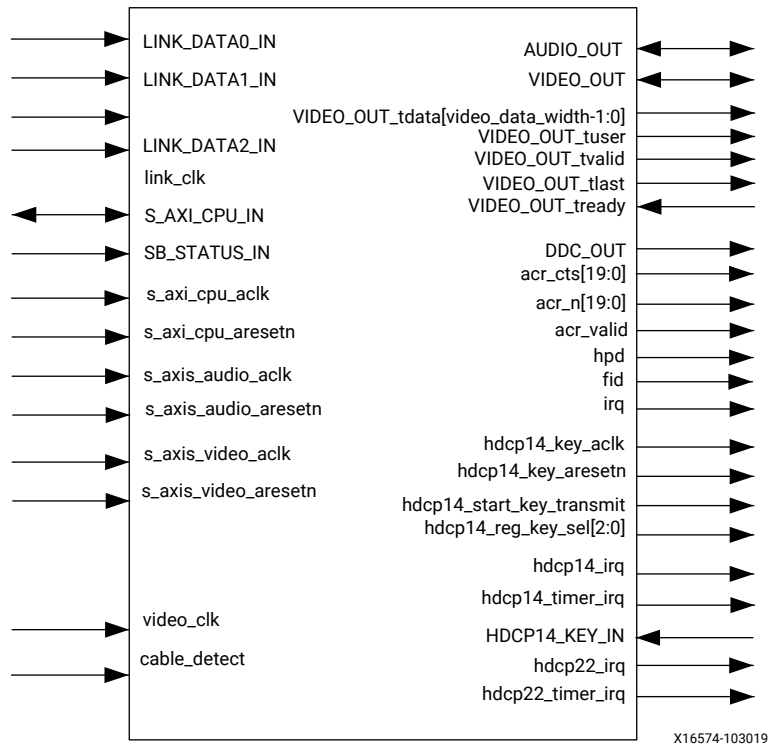 LINK_DATA0_IN
LINK_DATA1_IN
LINK_DATA2_IN
link_clk
S_AXI_CPU_IN
SB_STATUS_IN
s_axi_cpu_aclk
s_axi_cpu_aresetn
s_axis_audio_aclk
s_axis_audio_aresetn
s_axis_video_aclk
s_axis_video_aresetn
video_clk
cable_detect
AUDIO_OUT
VIDEO_OUT
VIDEO_OUT_tdata[video_data_width-1:0]
VIDEO_OUT_tuser
VIDEO_OUT_tvalid
VIDEO_OUT_tlast
VIDEO_OUT_tready
DDC_OUT
acr_cts[19:0]
acr_n[19:0]
acr_valid
hpd
fid
irq
hdcp14_key_aclk
hdcp14_key_aresetn
hdcp14_start_key_transmit
hdcp14_reg_key_sel[2:0]
hdcp14_irq
hdcp14_timer_irq
HDCP14_KEY_IN
hdcp22_irq
hdcp22_timer_irq
X16574-103019